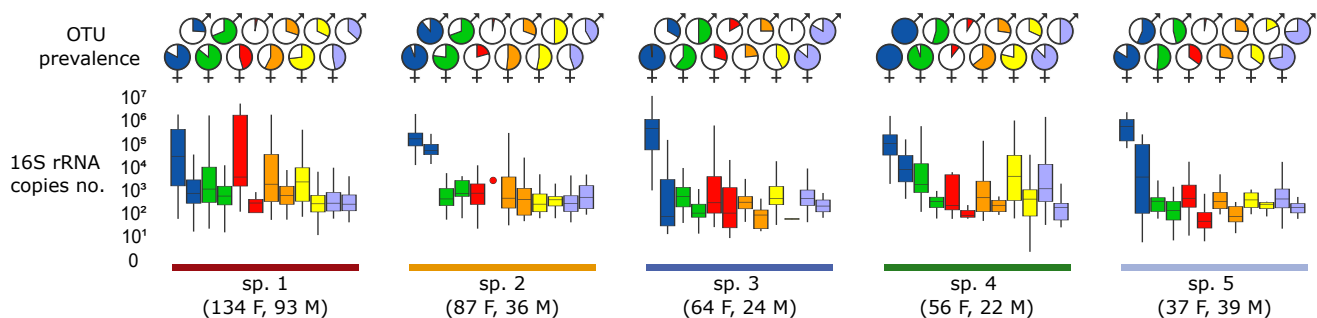 OTU
prevalence
♂ ♂ ♂ ♂ ♂ ♂ ♂ ♂ ♂ ♂ ♂ ♂ ♂ ♂ ♂ ♂ ♂ ♂ ♂ ♂ ♂ ♂ ♂ ♂ ♂ ♂ ♂ ♂ ♂ ♂
♀ ♀ ♀ ♀ ♀ ♀ ♀ ♀ ♀ ♀ ♀ ♀ ♀ ♀ ♀ ♀ ♀ ♀ ♀ ♀ ♀ ♀ ♀ ♀ ♀ ♀ ♀ ♀ ♀ ♀
16S rRNA
copies no.
10⁷
10⁶
10⁵
10⁴
10³
10²
10¹
0
sp. 1 sp. 2 sp. 3 sp. 4 sp. 5
(134 F, 93 M) (87 F, 36 M) (64 F, 24 M) (56 F, 22 M) (37 F, 39 M)